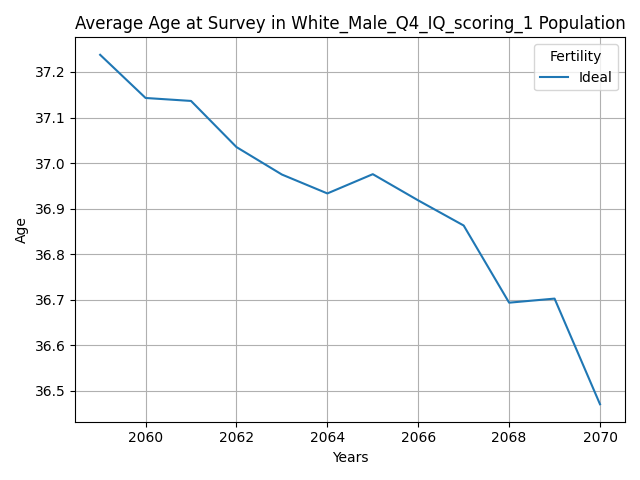 Average Age at Survey in White_Male_Q4_IQ_scoring_1 Population
Fertility
Ideal
37.2
37.1
37.0
36.9
36.8
36.7
36.6
36.5
Age
2060 2062 2064 2066 2068 2070
Years